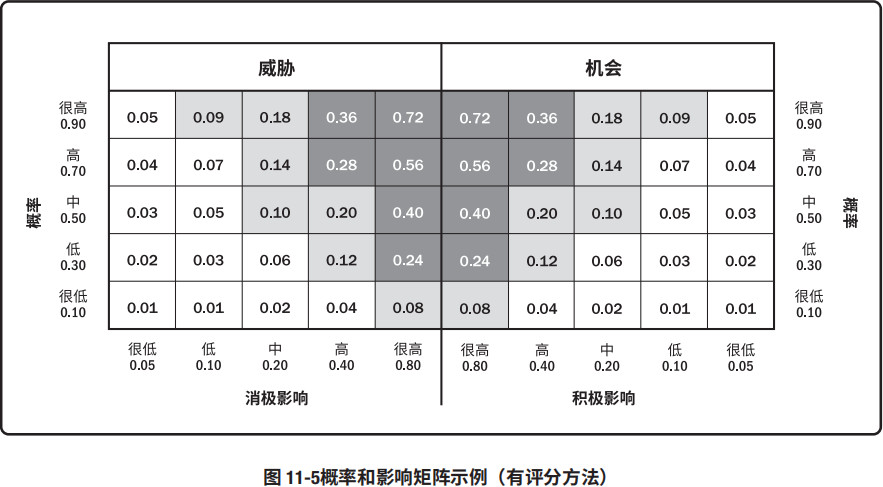 威胁 机会
很高 很高
0.90 0.05 0.09 0.18 0.36 0.72 0.72 0.36 0.18 0.09 0.05 0.90
高 高
0.70 0.04 0.07 0.14 0.28 0.56 0.56 0.28 0.14 0.07 0.04 0.70
概率 概率
中 中
0.50 0.03 0.05 0.10 0.20 0.40 0.40 0.20 0.10 0.05 0.03 0.50
低 低
0.30 0.02 0.03 0.06 0.12 0.24 0.24 0.12 0.06 0.03 0.02 0.30
很低 很低
0.10 0.01 0.01 0.02 0.04 0.08 0.08 0.04 0.02 0.01 0.01 0.10
很低 低 中 高 很高 很高 高 中 低 很低
0.05 0.10 0.20 0.40 0.80 0.80 0.40 0.20 0.10 0.05
消极影响 积极影响
图 11-5概率和影响矩阵示例（有评分方法）